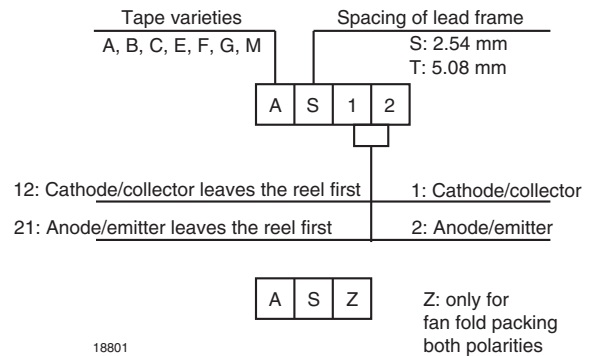 Tape varieties
Spacing of lead frame
A, B, C, E, F, G, M
S: 2.54 mm
T: 5.08 mm
A S 1 2
12: Cathode/collector leaves the reel first
1: Cathode/collector
21: Anode/emitter leaves the reel first
2: Anode/emitter
A S Z
Z: only for
fan fold packing
both polarities
18801